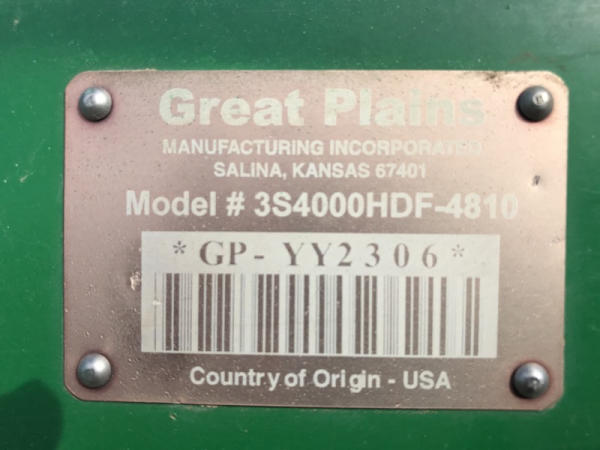 Great Plains
MANUFACTURING INCORPORATED
SALINA, KANSAS 67401
Model # 3S4000HDF-4810
*GP-YY2306*
Country of Origin - USA